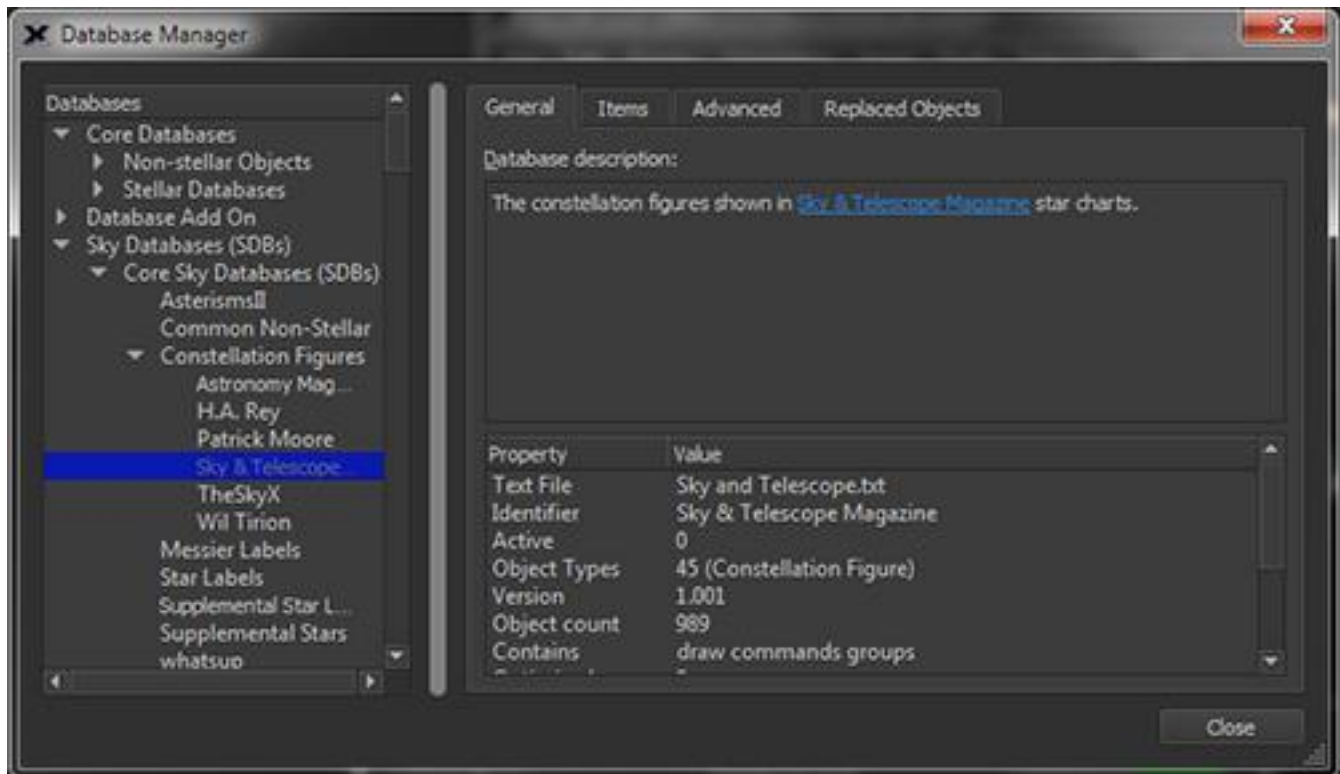 Database Manager
Databases
Core Databases
Non-stellar Objects
Stellar Databases
Database Add On
Sky Databases (SDBs)
Core Sky Databases (SDBs)
Asterisms
Common Non-Stellar
Constellation Figures
Astronomy Mag...
H.A. Rey
Patrick Moore
Sky & Telescope...
TheSkyX
Wil Tirion
Messier Labels
Star Labels
Supplemental Star L...
Supplemental Stars
whatsup
General Items Advanced Replaced Objects
Database description:
The constellation figures shown in Sky & Telescope Magazine star charts.
Property Value
Text File Sky and Telescope.txt
Identifier Sky & Telescope Magazine
Active 0
Object Types 45 (Constellation Figure)
Version 1.001
Object count 989
Contains draw commands groups
Close